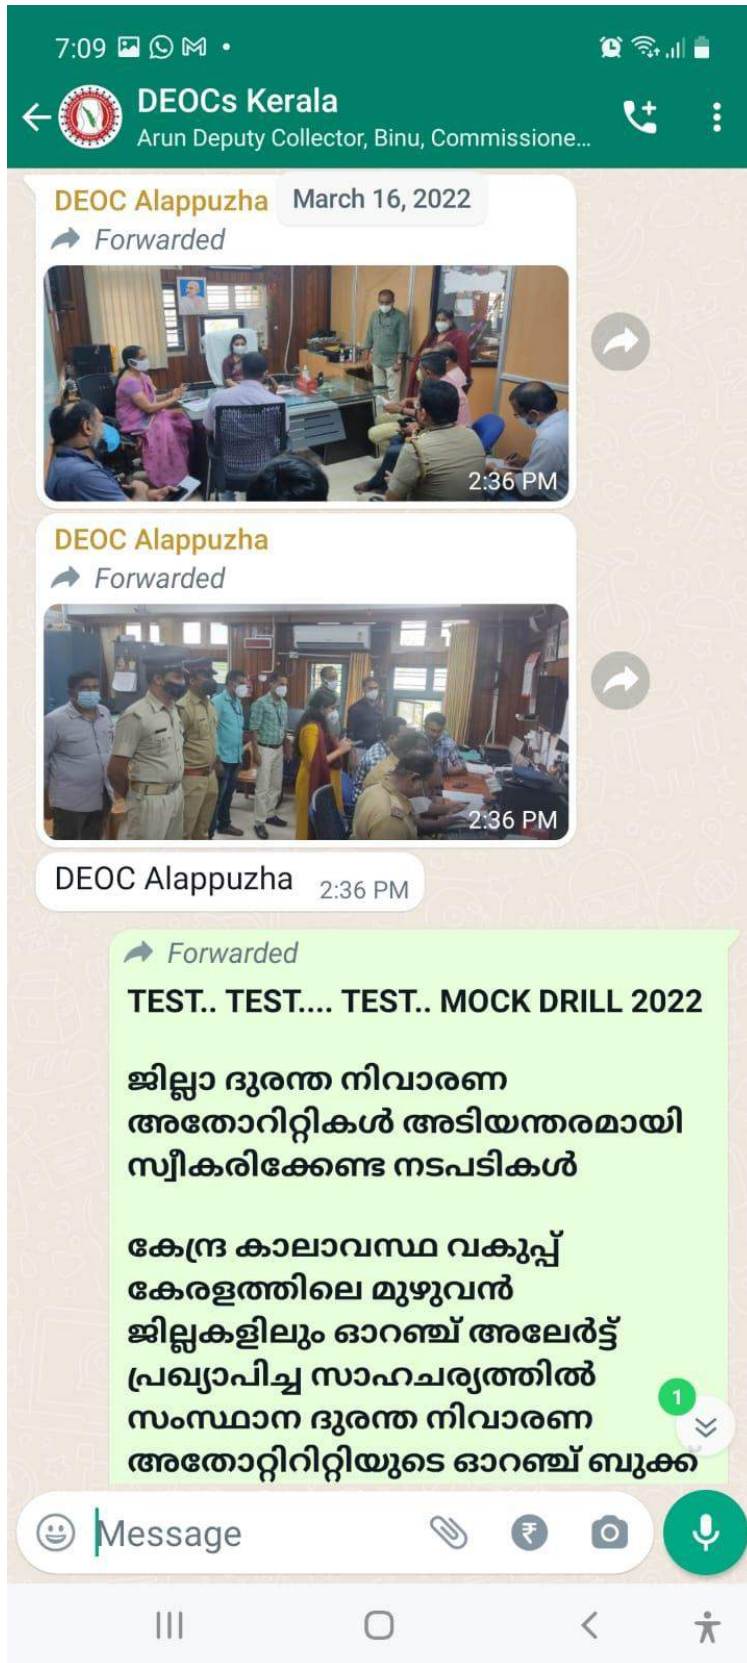 7:09
DEOCs Kerala
Arun Deputy Collector, Binu, Commissione...
March 16, 2022
DEOC Alappuzha
Forwarded
2:36 PM
DEOC Alappuzha
Forwarded
2:36 PM
DEOC Alappuzha 2:36 PM
Forwarded
TEST.. TEST.... TEST.. MOCK DRILL 2022
ജില്ലാ ദുരന്ത നിവാരണ
അതോറിറ്റികൾ അടിയന്തരമായി
സ്വീകരിക്കേണ്ട നടപടികൾ
കേന്ദ്ര കാലാവസ്ഥ വകുപ്പ്
കേരളത്തിലെ മുഴുവൻ
ജില്ലകളിലും ഓറഞ്ച് അലേർട്ട്
പ്രഖ്യാപിച്ച സാഹചര്യത്തിൽ
സംസ്ഥാന ദുരന്ത നിവാരണ
അതോറ്റിറിറ്റിയുടെ ഓറഞ്ച് ബുക്ക്
1
Message